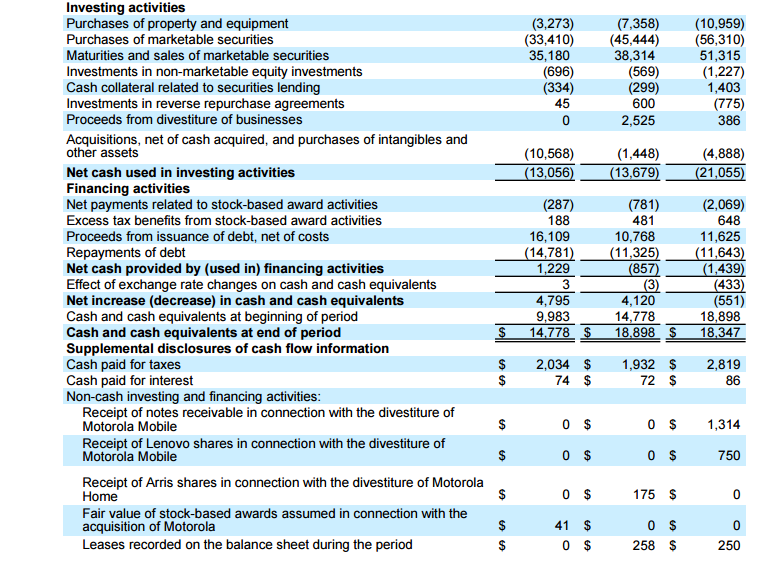 Investing activities
Purchases of property and equipment (3,273) (7,358) (10,959)
Purchases of marketable securities (33,410) (45,444) (56,310)
Maturities and sales of marketable securities 35,180 38,314 51,315
Investments in non-marketable equity investments (696) (569) (1,227)
Cash collateral related to securities lending (334) (299) 1,403
Investments in reverse repurchase agreements 45 600 (775)
Proceeds from divestiture of businesses 0 2,525 386
Acquisitions, net of cash acquired, and purchases of intangibles and
other assets (10,568) (1,448) (4,888)
Net cash used in investing activities (13,056) (13,679) (21,055)
Financing activities
Net payments related to stock-based award activities (287) (781) (2,069)
Excess tax benefits from stock-based award activities 188 481 648
Proceeds from issuance of debt, net of costs 16,109 10,768 11,625
Repayments of debt (14,781) (11,325) (11,643)
Net cash provided by (used in) financing activities 1,229 (857) (1,439)
Effect of exchange rate changes on cash and cash equivalents 3 (3) (433)
Net increase (decrease) in cash and cash equivalents 4,795 4,120 (551)
Cash and cash equivalents at beginning of period 9,983 14,778 18,898
Cash and cash equivalents at end of period $ 14,778 $ 18,898 $ 18,347
Supplemental disclosures of cash flow information
Cash paid for taxes $ 2,034 $ 1,932 $ 2,819
Cash paid for interest $ 74 $ 72 $ 86
Non-cash investing and financing activities:
Receipt of notes receivable in connection with the divestiture of
Motorola Mobile $ 0 $ 0 $ 1,314
Receipt of Lenovo shares in connection with the divestiture of
Motorola Mobile $ 0 $ 0 $ 750
Receipt of Arris shares in connection with the divestiture of Motorola
Home $ 0 $ 175 $ 0
Fair value of stock-based awards assumed in connection with the
acquisition of Motorola $ 41 $ 0 $ 0
Leases recorded on the balance sheet during the period $ 0 $ 258 $ 250